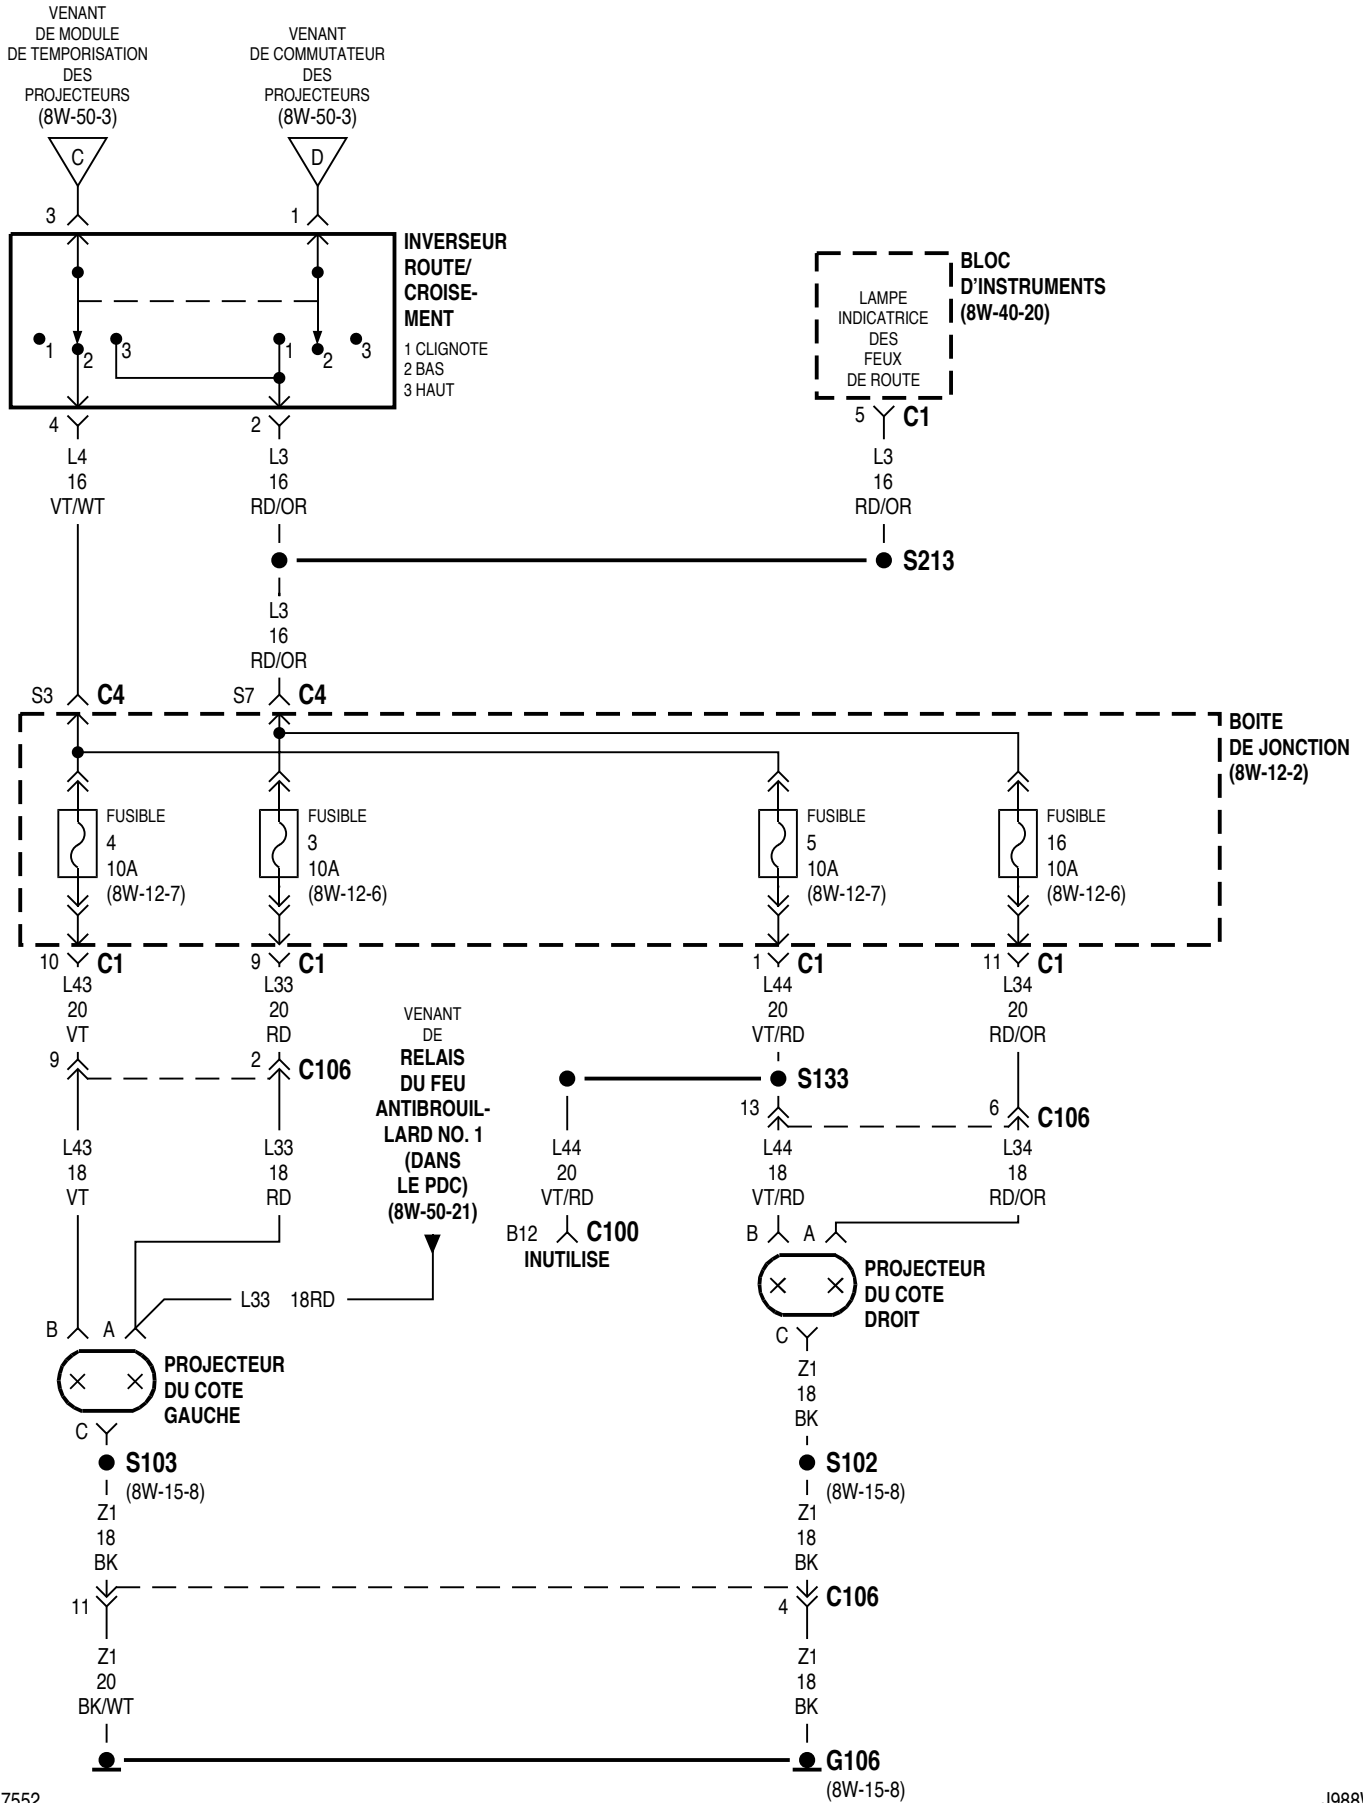 VENANT
DE MODULE
DE TEMPORISATION
DES
PROJECTEURS
(8W-50-3)
C
3
VENANT
DE COMMUTATEUR
DES
PROJECTEURS
(8W-50-3)
D
1
INVERSEUR
ROUTE/
CROISE-
MENT
1 CLIGNOTE
2 BAS
3 HAUT
1
2
3
1
2
3
BLOC
D'INSTRUMENTS
(8W-40-20)
LAMPE
INDICATRICE
DES
FEUX
DE ROUTE
5
C1
L3
16
RD/OR
S213
4
L4
16
VT/WT
2
L3
16
RD/OR
L3
16
RD/OR
S3
C4
S7
C4
BOITE
DE JONCTION
(8W-12-2)
FUSIBLE
4
10A
(8W-12-7)
FUSIBLE
3
10A
(8W-12-6)
FUSIBLE
5
10A
(8W-12-7)
FUSIBLE
16
10A
(8W-12-6)
10
C1
L43
20
VT
9
9
C1
L33
20
RD
2
C106
1
C1
L44
20
VT/RD
S133
13
11
C1
L34
20
RD/OR
6
C106
VENANT
DE
RELAIS
DU FEU
ANTIBROUIL-
LARD NO. 1
(DANS
LE PDC)
(8W-50-21)
L43
18
VT
L33
18
RD
L44
20
VT/RD
B12
C100
INUTILISE
L44
18
VT/RD
L34
18
RD/OR
B
A
PROJECTEUR
DU COTE
DROIT
C
L33 18RD
B
A
PROJECTEUR
DU COTE
GAUCHE
C
S103
(8W-15-8)
Z1
18
BK
11
Z1
20
BK/WT
Z1
18
BK
S102
(8W-15-8)
Z1
18
BK
4
C106
Z1
18
BK
G106
(8W-15-8)
7552